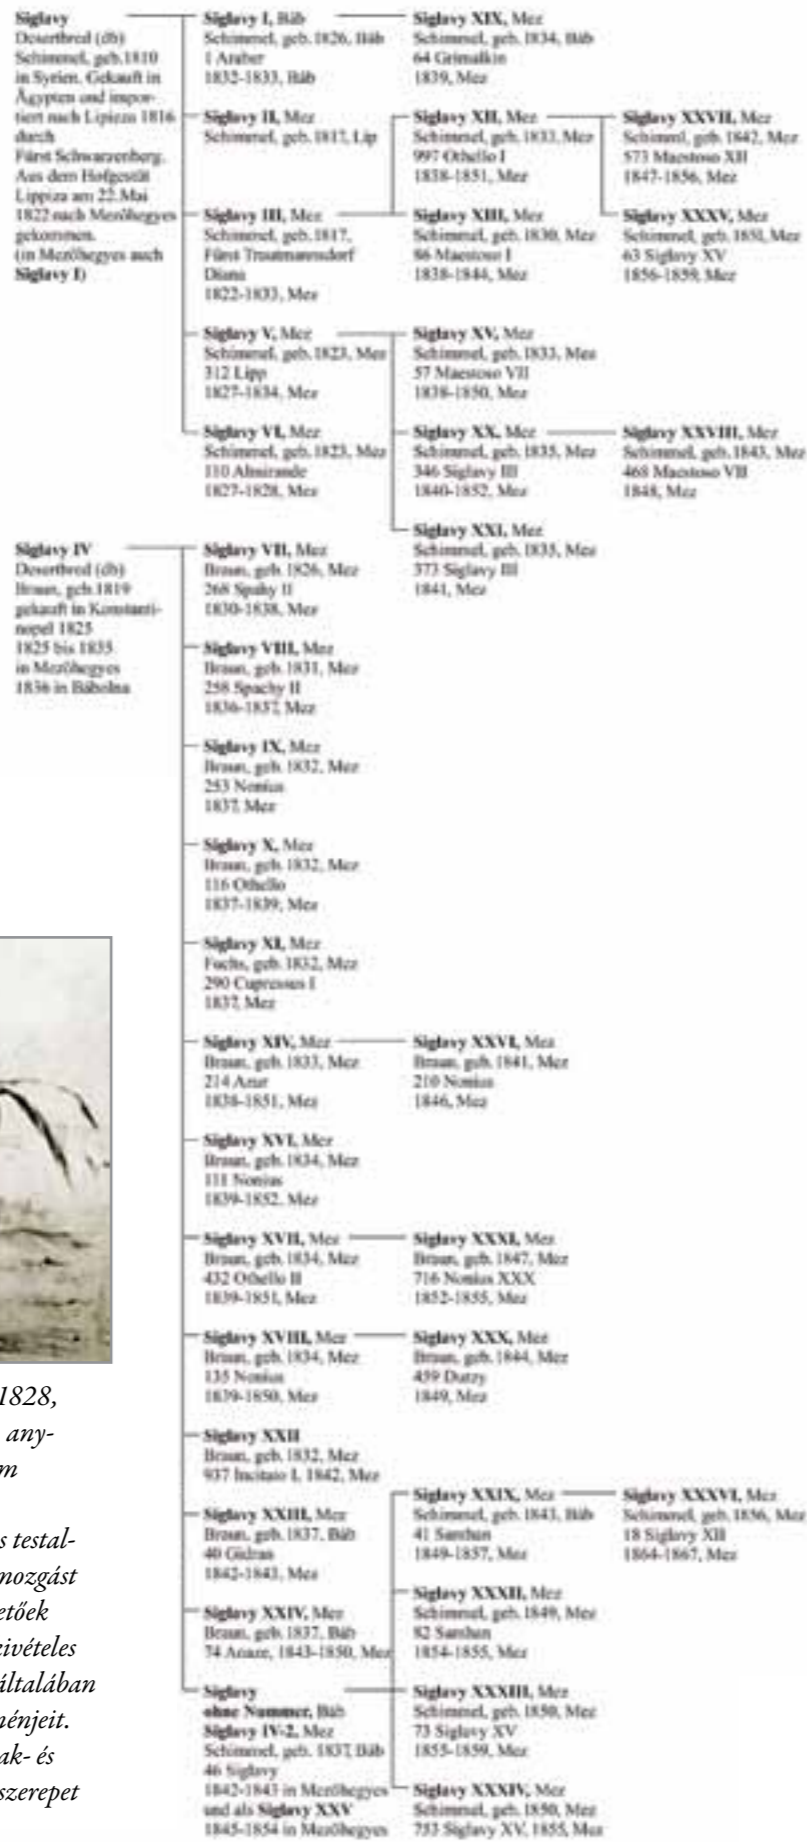 Siglavy
Desertbred (db)
Schimmel, geb.1810
in Syrien. Gekauft in
Ägypten und impor-
tiert nach Lipizza 1816
durch
Fürst Schwarzenberg.
Aus dem Hofgestüt
Lippiza am 22.Mai
1822 nach Mezőhegyes
gekommen.
(in Mezőhegyes auch
Siglavy I)
Siglavy I, Báb
Schimmel, geb.1826, Báb
1 Araber
1832-1833, Báb
Siglavy II, Mez
Schimmel, geb.1817, Lip
Siglavy III, Mez
Schimmel, geb.1817,
Fürst Trautmannsdorf
Diana
1822-1833, Mez
Siglavy V, Mez
Schimmel, geb.1823, Mez
312 Lipp
1827-1834, Mez
Siglavy VI, Mez
Schimmel, geb.1823, Mez
110 Almirande
1827-1828, Mez
Siglavy XIX, Mez
Schimmel, geb.1834, Báb
64 Grimalkin
1839, Mez
Siglavy XII, Mez
Schimmel, geb.1833, Mez
997 Othello I
1838-1851, Mez
Siglavy XIII, Mez
Schimmel, geb.1830, Mez
86 Maestoso I
1838-1844, Mez
Siglavy XV, Mez
Schimmel, geb.1833, Mez
57 Maestoso VII
1838-1850, Mez
Siglavy XX, Mez
Schimmel, geb.1835, Mez
346 Siglavy III
1840-1852, Mez
Siglavy XXI, Mez
Schimmel, geb.1835, Mez
373 Siglavy III
1841, Mez
Siglavy XXVII, Mez
Schimml, geb.1842, Mez
573 Maestoso XII
1847-1856, Mez
Siglavy XXXV, Mez
Schimmel, geb.1851, Mez
63 Siglavy XV
1856-1859, Mez
Siglavy XXVIII, Mez
Schimmel, geb.1843, Mez
468 Maestoso VII
1848, Mez
Siglavy IV
Desertbred (db)
Braun, geb.1819
gekauft in Konstanti-
nopel 1825
1825 bis 1835
in Mezőhegyes
1836 in Bábolna
Siglavy VII, Mez
Braun, geb.1826, Mez
268 Spahy II
1830-1838, Mez
Siglavy VIII, Mez
Braun, geb.1831, Mez
258 Spachy II
1836-1837, Mez
Siglavy IX, Mez
Braun, geb.1832, Mez
253 Nonius
1837, Mez
Siglavy X, Mez
Braun, geb.1832, Mez
116 Othello
1837-1839, Mez
Siglavy XI, Mez
Fuchs, geb.1832, Mez
290 Cupressus I
1837, Mez
Siglavy XIV, Mez
Braun, geb.1833, Mez
214 Azur
1838-1851, Mez
Siglavy XVI, Mez
Braun, geb.1834, Mez
111 Nonius
1839-1852, Mez
Siglavy XVII, Mez
Braun, geb.1834, Mez
432 Othello II
1839-1851, Mez
Siglavy XVIII, Mez
Braun, geb.1834, Mez
135 Nonius
1839-1850, Mez
Siglavy XXII
Braun, geb.1832, Mez
937 Incitato I, 1842, Mez
Siglavy XXIII, Mez
Braun, geb.1837, Báb
40 Gidran
1842-1843, Mez
Siglavy XXIV, Mez
Braun, geb.1837, Báb
74 Anaze, 1843-1850, Mez
Siglavy
ohne Nummer, Báb
Siglavy IV-2, Mez
Schimmel, geb. 1837, Báb
46 Siglavy
1842-1843 in Mezőhegyes
und als Siglavy XXV
1845-1854 in Mezőhegyes
Siglavy XXVI, Mez
Braun, geb.1841, Mez
210 Nonius
1846, Mez
Siglavy XXXI, Mez
Braun, geb.1847, Mez
716 Nonius XXX
1852-1855, Mez
Siglavy XXX, Mez
Braun, geb.1844, Mez
459 Durzy
1849, Mez
Siglavy XXIX, Mez
Schimmel, geb.1843, Báb
41 Samhan
1849-1857, Mez
Siglavy XXXII, Mez
Schimmel, geb.1849, Mez
82 Samhan
1854-1855, Mez
Siglavy XXXIII, Mez
Schimmel, geb.1850, Mez
73 Siglavy XV
1855-1859, Mez
Siglavy XXXIV, Mez
Schimmel, geb.1850, Mez
753 Siglavy XV, 1855, Mez
Siglavy XXXVI, Mez
Schimmel, geb.1856, Mez
18 Siglavy XII
1864-1867, Mez
1828,
any-
m
s testal-
mozgást
etőek
kivételes
általában
ménjeit.
ak- és
szerepet